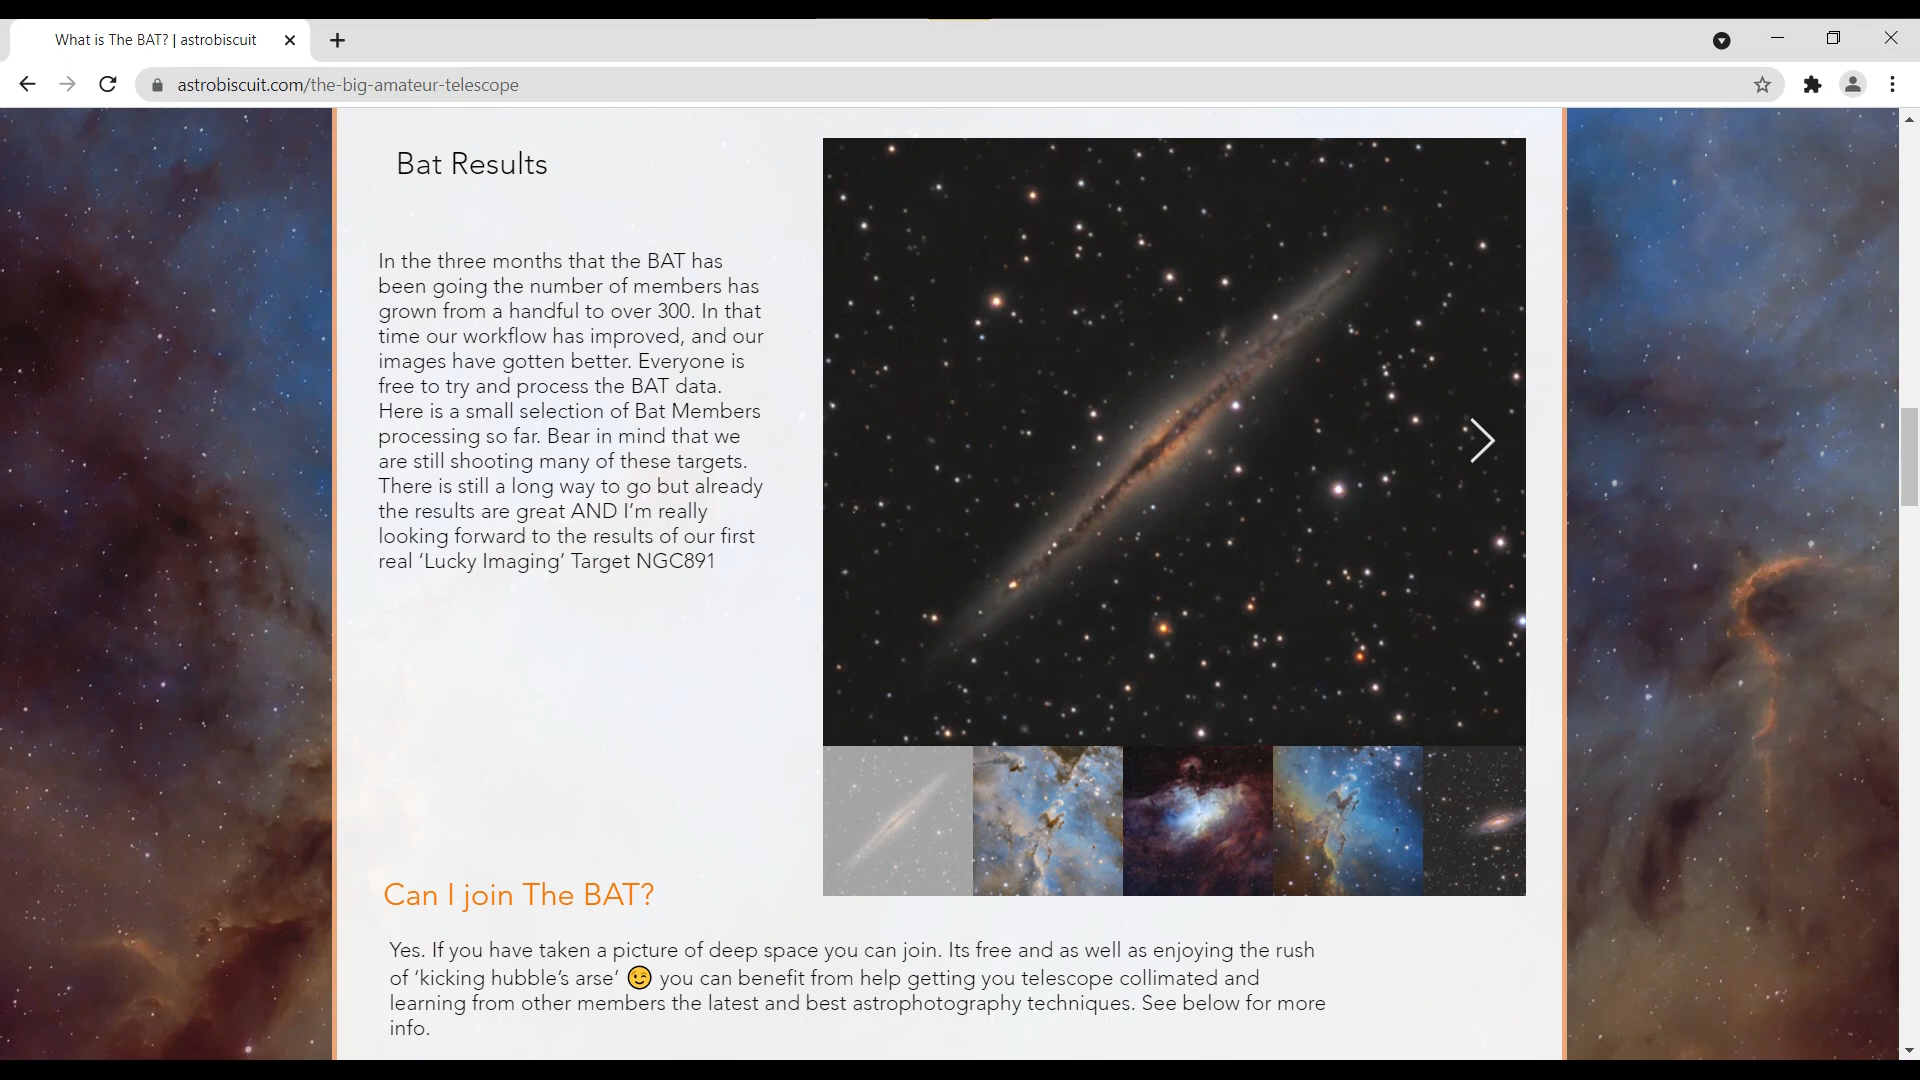 What is The BAT? | astrobiscuit
astrobiscuit.com/the-big-amateur-telescope
Bat Results
In the three months that the BAT has
been going the number of members has
grown from a handful to over 300. In that
time our workflow has improved, and our
images have gotten better. Everyone is
free to try and process the BAT data.
Here is a small selection of Bat Members
processing so far. Bear in mind that we
are still shooting many of these targets.
There is still a long way to go but already
the results are great AND I’m really
looking forward to the results of our first
real ‘Lucky Imaging’ Target NGC891
Can I join The BAT?
Yes. If you have taken a picture of deep space you can join. Its free and as well as enjoying the rush
of ‘kicking hubble’s arse’ 😉 you can benefit from help getting you telescope collimated and
learning from other members the latest and best astrophotography techniques. See below for more
info.